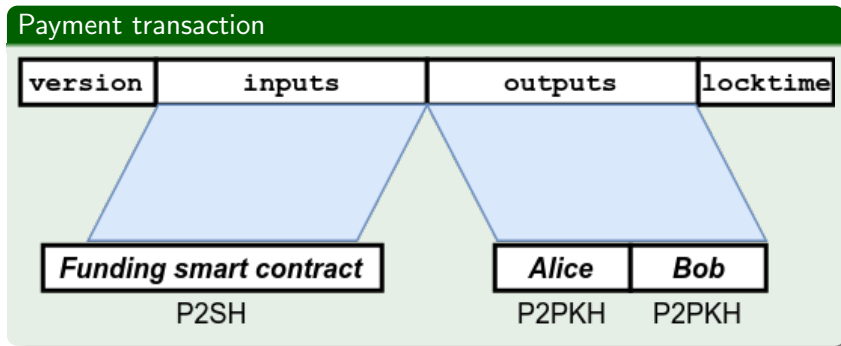 Payment transaction
version inputs outputs locktime
Funding smart contract Alice Bob
P2SH P2PKH P2PKH